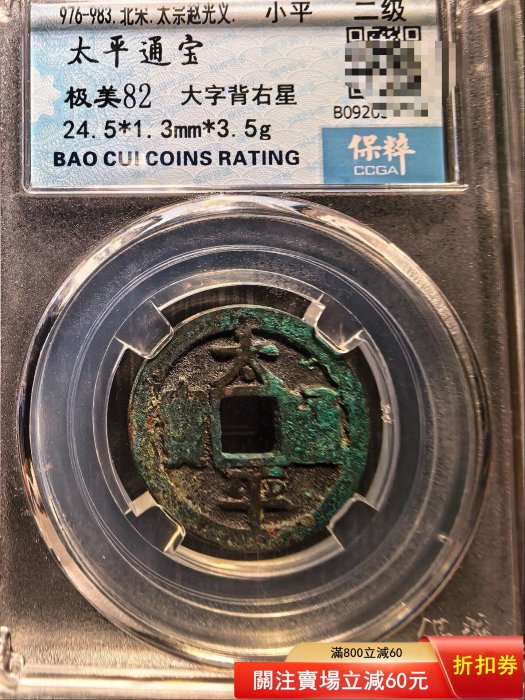 976-983.北宋.太宗赵光义. 小平 二级
太平通宝
极美82 大字背右星
24.5*1.3mm*3.5g
BAO CUI COINS RATING
B0920
保粹
CCGA
太
平
滿800立減60
關注賣場立減60元
折扣券